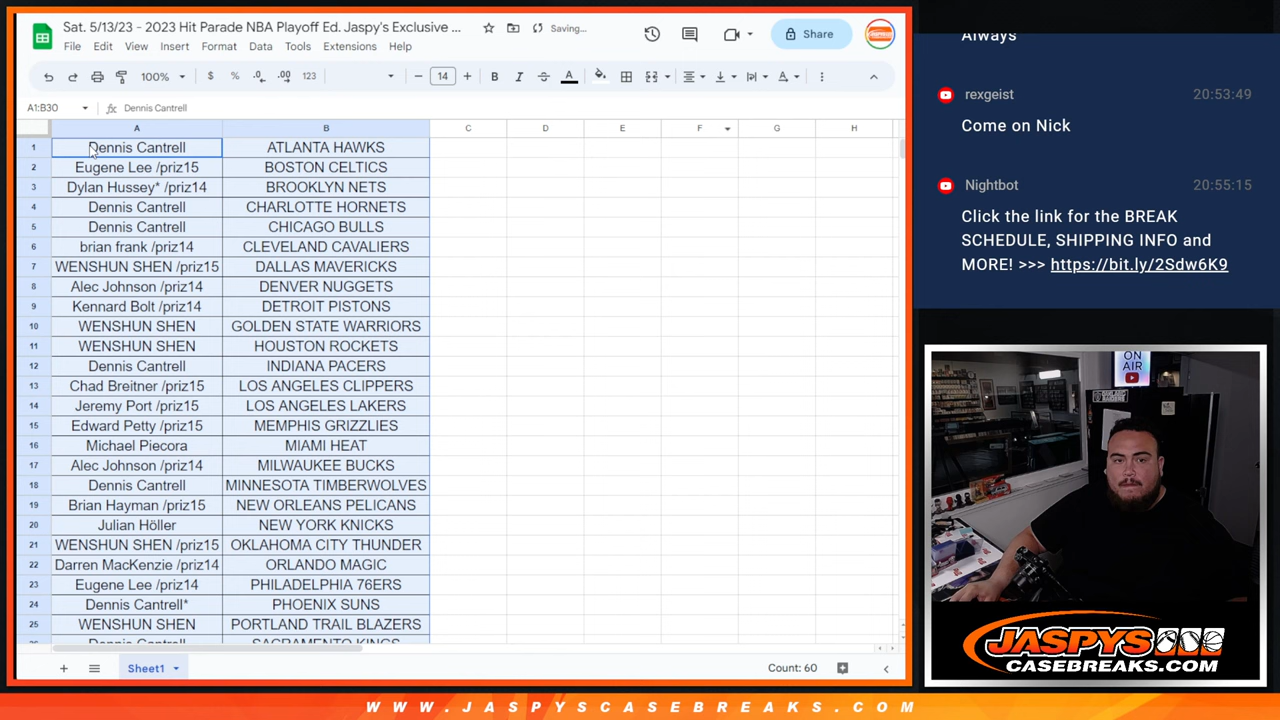 Sat. 5/13/23 - 2023 Hit Parade NBA Playoff Ed. Jaspy's Exclusive ...
Saving...
Share
File Edit View Insert Format Data Tools Extensions Help
100% $ % .0 .00 123 14 B I A
A1:B30 Dennis Cantrell
A B C D E F G H
1 Dennis Cantrell ATLANTA HAWKS
2 Eugene Lee /priz15 BOSTON CELTICS
3 Dylan Hussey* /priz14 BROOKLYN NETS
4 Dennis Cantrell CHARLOTTE HORNETS
5 Dennis Cantrell CHICAGO BULLS
6 brian frank /priz14 CLEVELAND CAVALIERS
7 WENSHUN SHEN /priz15 DALLAS MAVERICKS
8 Alec Johnson /priz14 DENVER NUGGETS
9 Kennard Bolt /priz14 DETROIT PISTONS
10 WENSHUN SHEN GOLDEN STATE WARRIORS
11 WENSHUN SHEN HOUSTON ROCKETS
12 Dennis Cantrell INDIANA PACERS
13 Chad Breitner /priz15 LOS ANGELES CLIPPERS
14 Jeremy Port /priz15 LOS ANGELES LAKERS
15 Edward Petty /priz15 MEMPHIS GRIZZLIES
16 Michael Piecora MIAMI HEAT
17 Alec Johnson /priz14 MILWAUKEE BUCKS
18 Dennis Cantrell MINNESOTA TIMBERWOLVES
19 Brian Hayman /priz15 NEW ORLEANS PELICANS
20 Julian Höller NEW YORK KNICKS
21 WENSHUN SHEN /priz15 OKLAHOMA CITY THUNDER
22 Darren MacKenzie /priz14 ORLANDO MAGIC
23 Eugene Lee /priz14 PHILADELPHIA 76ERS
24 Dennis Cantrell* PHOENIX SUNS
25 WENSHUN SHEN PORTLAND TRAIL BLAZERS
Dennis Cantrell SACRAMENTO KINGS
Sheet1 Count: 60
Always
rexgeist 20:53:49
Come on Nick
Nightbot 20:55:15
Click the link for the BREAK
SCHEDULE, SHIPPING INFO and
MORE! >>> https://bit.ly/2Sdw6K9
ON
AIR
JASPYS
CASEBREAKS.COM
WWW.JASPYSCASEBREAKS.COM